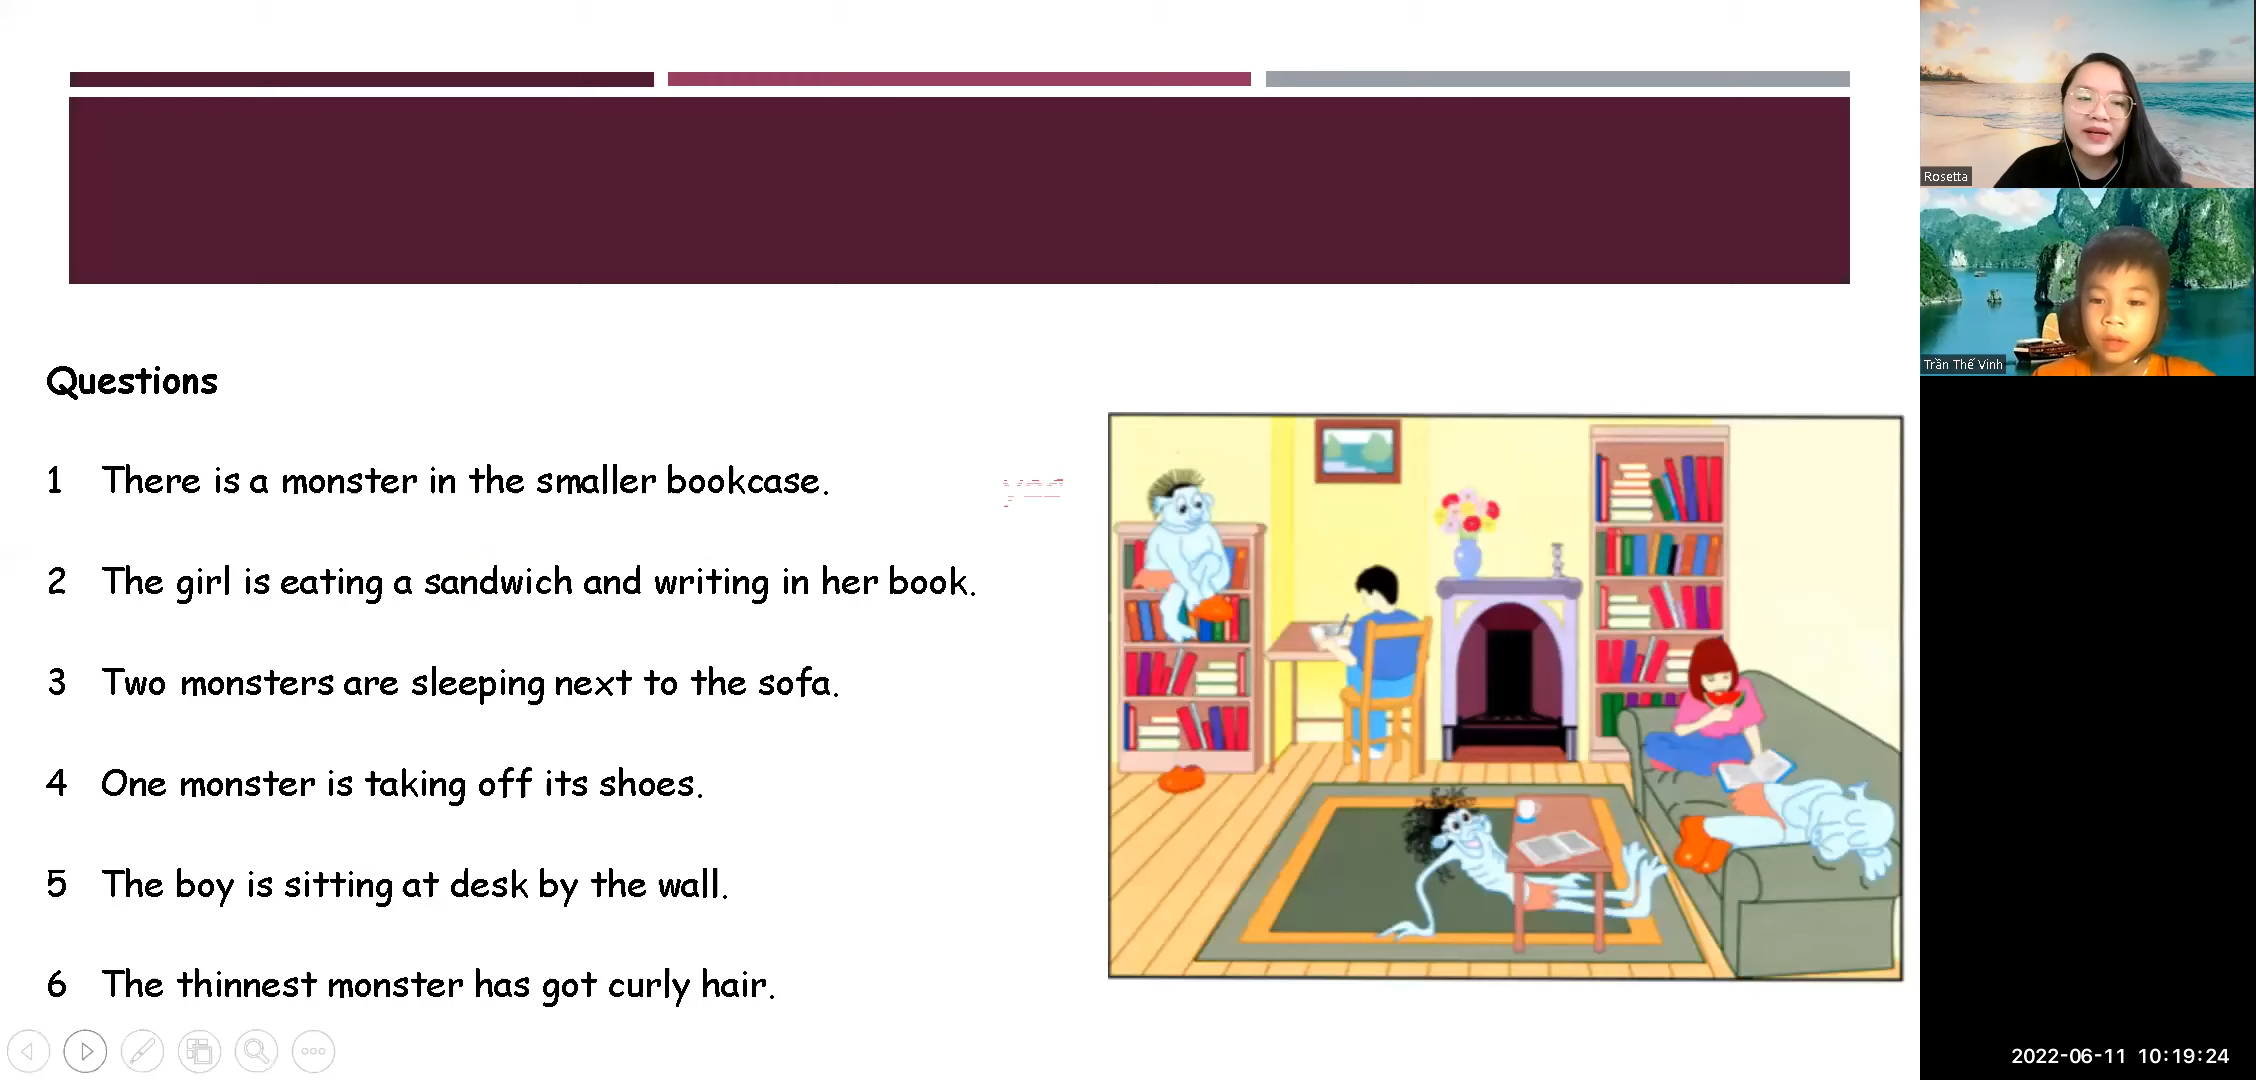 Rosetta
Trần Thế Vinh
Questions
1 There is a monster in the smaller bookcase.
yes
2 The girl is eating a sandwich and writing in her book.
3 Two monsters are sleeping next to the sofa.
4 One monster is taking off its shoes.
5 The boy is sitting at desk by the wall.
6 The thinnest monster has got curly hair.
2022-06-11 10:19:24